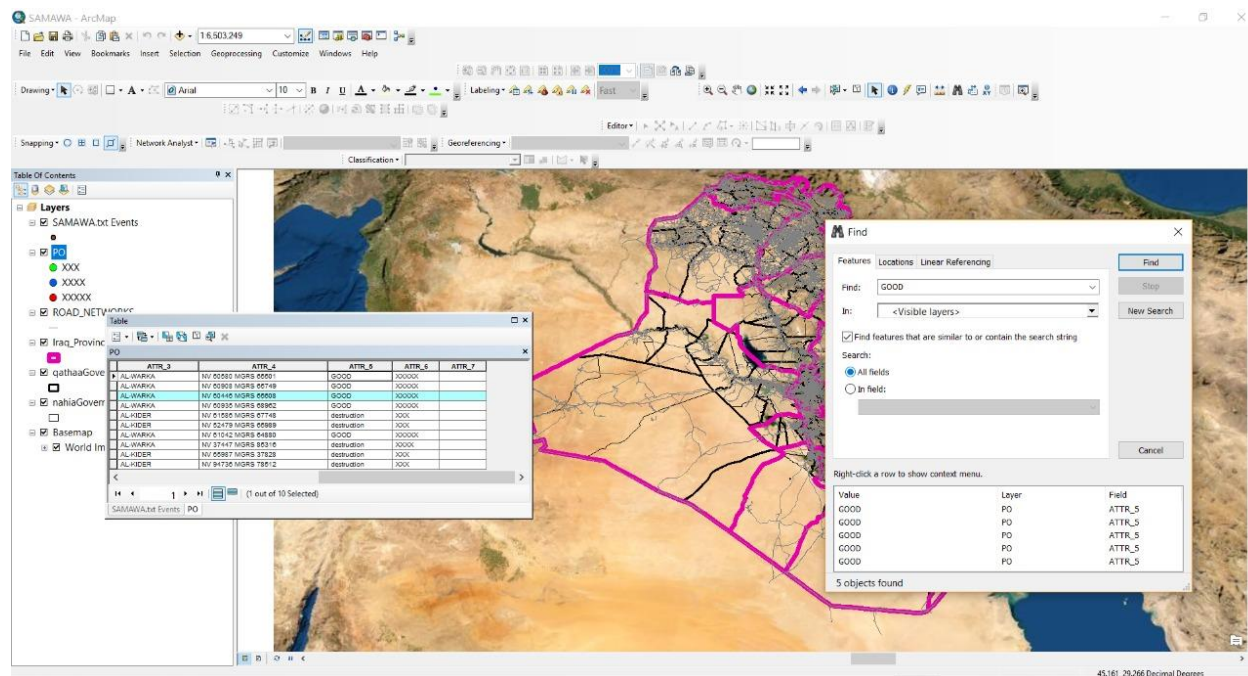 SAMAWA - ArcMap
1:6,503,249
File Edit View Bookmarks Insert Selection Geoprocessing Customize Windows Help
Drawing Arial 10 B I U A Labeling Fast
Editor
Snapping Network Analyst Georeferencing
Classification
Table Of Contents
Layers
SAMAWA.txt Events
PO
XXX
XXXX
XXXXX
ROAD_NETWORKS
Iraq_Provinc
qathaaGove
nahiaGoverr
Basemap
World Im
Table
PO
ATTR_3 ATTR_4 ATTR_5 ATTR_6 ATTR_7
AL-WARKA NV 60580 MGRS 66601 GOOD XXXXX
AL-WARKA NV 60908 MGRS 66749 GOOD XXXXX
AL-WARKA NV 60446 MGRS 66608 GOOD XXXXX
AL-WARKA NV 60935 MGRS 68962 GOOD XXXXX
AL-KIDER NV 61586 MGRS 67748 destruction XXX
AL-KIDER NV 62479 MGRS 66989 destruction XXX
AL-WARKA NV 61042 MGRS 64880 GOOD XXXXX
AL-WARKA NV 37447 MGRS 85316 destruction XXXX
AL-KIDER NV 66987 MGRS 37828 destruction XXX
AL-KIDER NV 94736 MGRS 78512 destruction XXX
1 (1 out of 10 Selected)
SAMAWA.txt Events PO
Find
Features Locations Linear Referencing
Find: GOOD
In: <Visible layers>
Find features that are similar to or contain the search string
Search:
All fields
In field:
Find
Stop
New Search
Cancel
Right-click a row to show context menu.
Value Layer Field
GOOD PO ATTR_5
GOOD PO ATTR_5
GOOD PO ATTR_5
GOOD PO ATTR_5
GOOD PO ATTR_5
5 objects found
45.161 29.266 Decimal Degrees